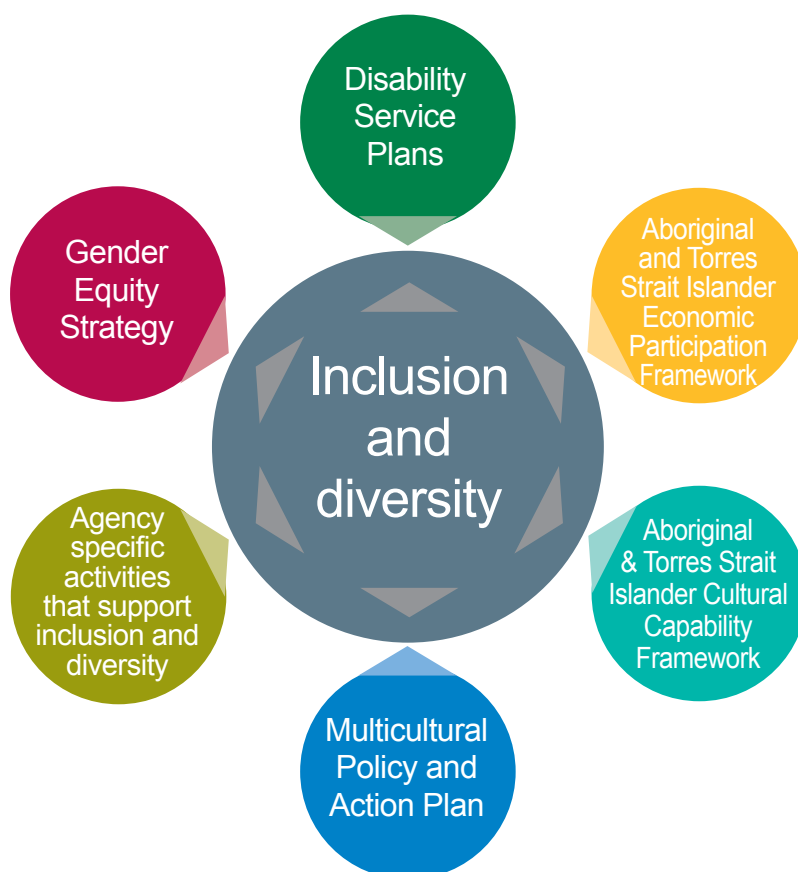 Disability
Service
Plans
Gender
Equity
Strategy
Aboriginal
and Torres
Strait Islander
Economic
Participation
Framework
Inclusion
and
diversity
Agency
specific
activities
that support
inclusion and
diversity
Aboriginal
& Torres Strait
Islander Cultural
Capability
Framework
Multicultural
Policy and
Action Plan